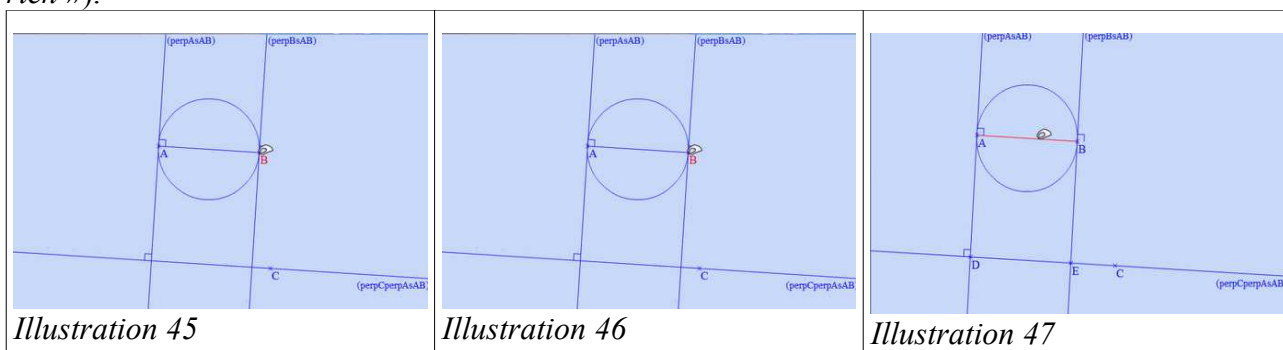 (perpAsAB)
(perpBsAB)
A
B
C
(perpCperpAsAB)
Illustration 45
(perpAsAB)
(perpBsAB)
A
B
C
(perpCperpAsAB)
Illustration 46
(perpAsAB)
(perpBsAB)
A
B
D
E
C
(perpCperpAsAB)
Illustration 47